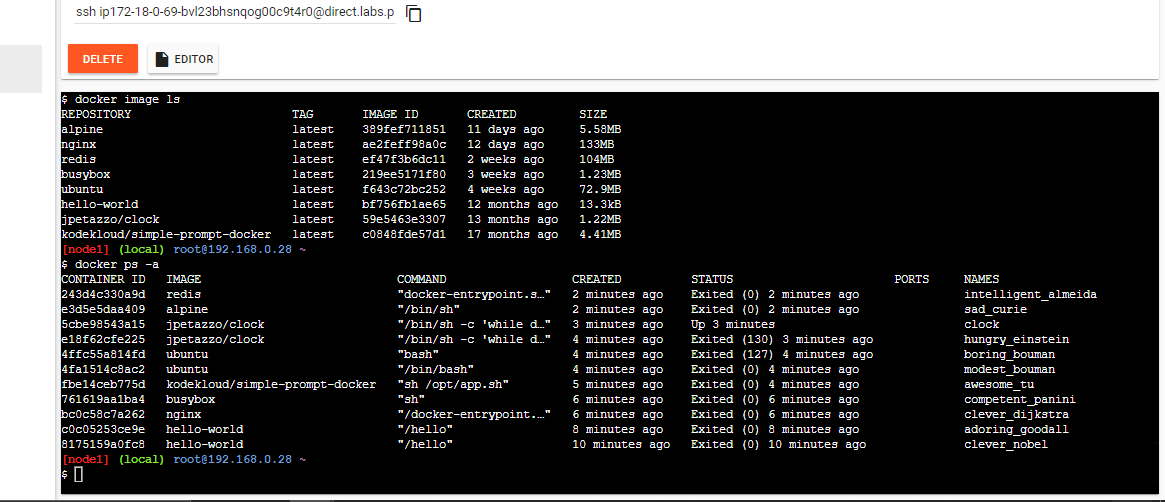 ssh ip172-18-0-69-bvl23bhsnqog00c9t4r0@direct.labs.p
DELETE EDITOR
$ docker image ls
REPOSITORY TAG IMAGE ID CREATED SIZE
alpine latest 389fef711851 11 days ago 5.58MB
nginx latest ae2feff98a0c 12 days ago 133MB
redis latest ef47f3b6dc11 2 weeks ago 104MB
busybox latest 219ee5171f80 3 weeks ago 1.23MB
ubuntu latest f643c72bc252 4 weeks ago 72.9MB
hello-world latest bf756fb1ae65 12 months ago 13.3kB
jpetazzo/clock latest 59e5463e3307 13 months ago 1.22MB
kodekloud/simple-prompt-docker latest c0848fde57d1 17 months ago 4.41MB
[node1] (local) root@192.168.0.28 ~
$ docker ps -a
CONTAINER ID IMAGE COMMAND CREATED STATUS PORTS NAMES
243d4c330a9d redis "docker-entrypoint.s…" 2 minutes ago Exited (0) 2 minutes ago intelligent_almeida
e3d5e5daa409 alpine "/bin/sh" 2 minutes ago Exited (0) 2 minutes ago sad_curie
5cbe98543a15 jpetazzo/clock "/bin/sh -c 'while d…" 3 minutes ago Up 3 minutes clock
e18f62cfe225 jpetazzo/clock "/bin/sh -c 'while d…" 4 minutes ago Exited (130) 3 minutes ago hungry_einstein
4ffc55a814fd ubuntu "bash" 4 minutes ago Exited (127) 4 minutes ago boring_bouman
4fa1514c8ac2 ubuntu "/bin/bash" 4 minutes ago Exited (0) 4 minutes ago modest_bouman
fbe14ceb775d kodekloud/simple-prompt-docker "sh /opt/app.sh" 5 minutes ago Exited (0) 4 minutes ago awesome_tu
761619aa1ba4 busybox "sh" 6 minutes ago Exited (0) 6 minutes ago competent_panini
bc0c58c7a262 nginx "/docker-entrypoint.…" 6 minutes ago Exited (0) 6 minutes ago clever_dijkstra
c0c05253ce9e hello-world "/hello" 8 minutes ago Exited (0) 8 minutes ago adoring_goodall
8175159a0fc8 hello-world "/hello" 10 minutes ago Exited (0) 10 minutes ago clever_nobel
[node1] (local) root@192.168.0.28 ~
$